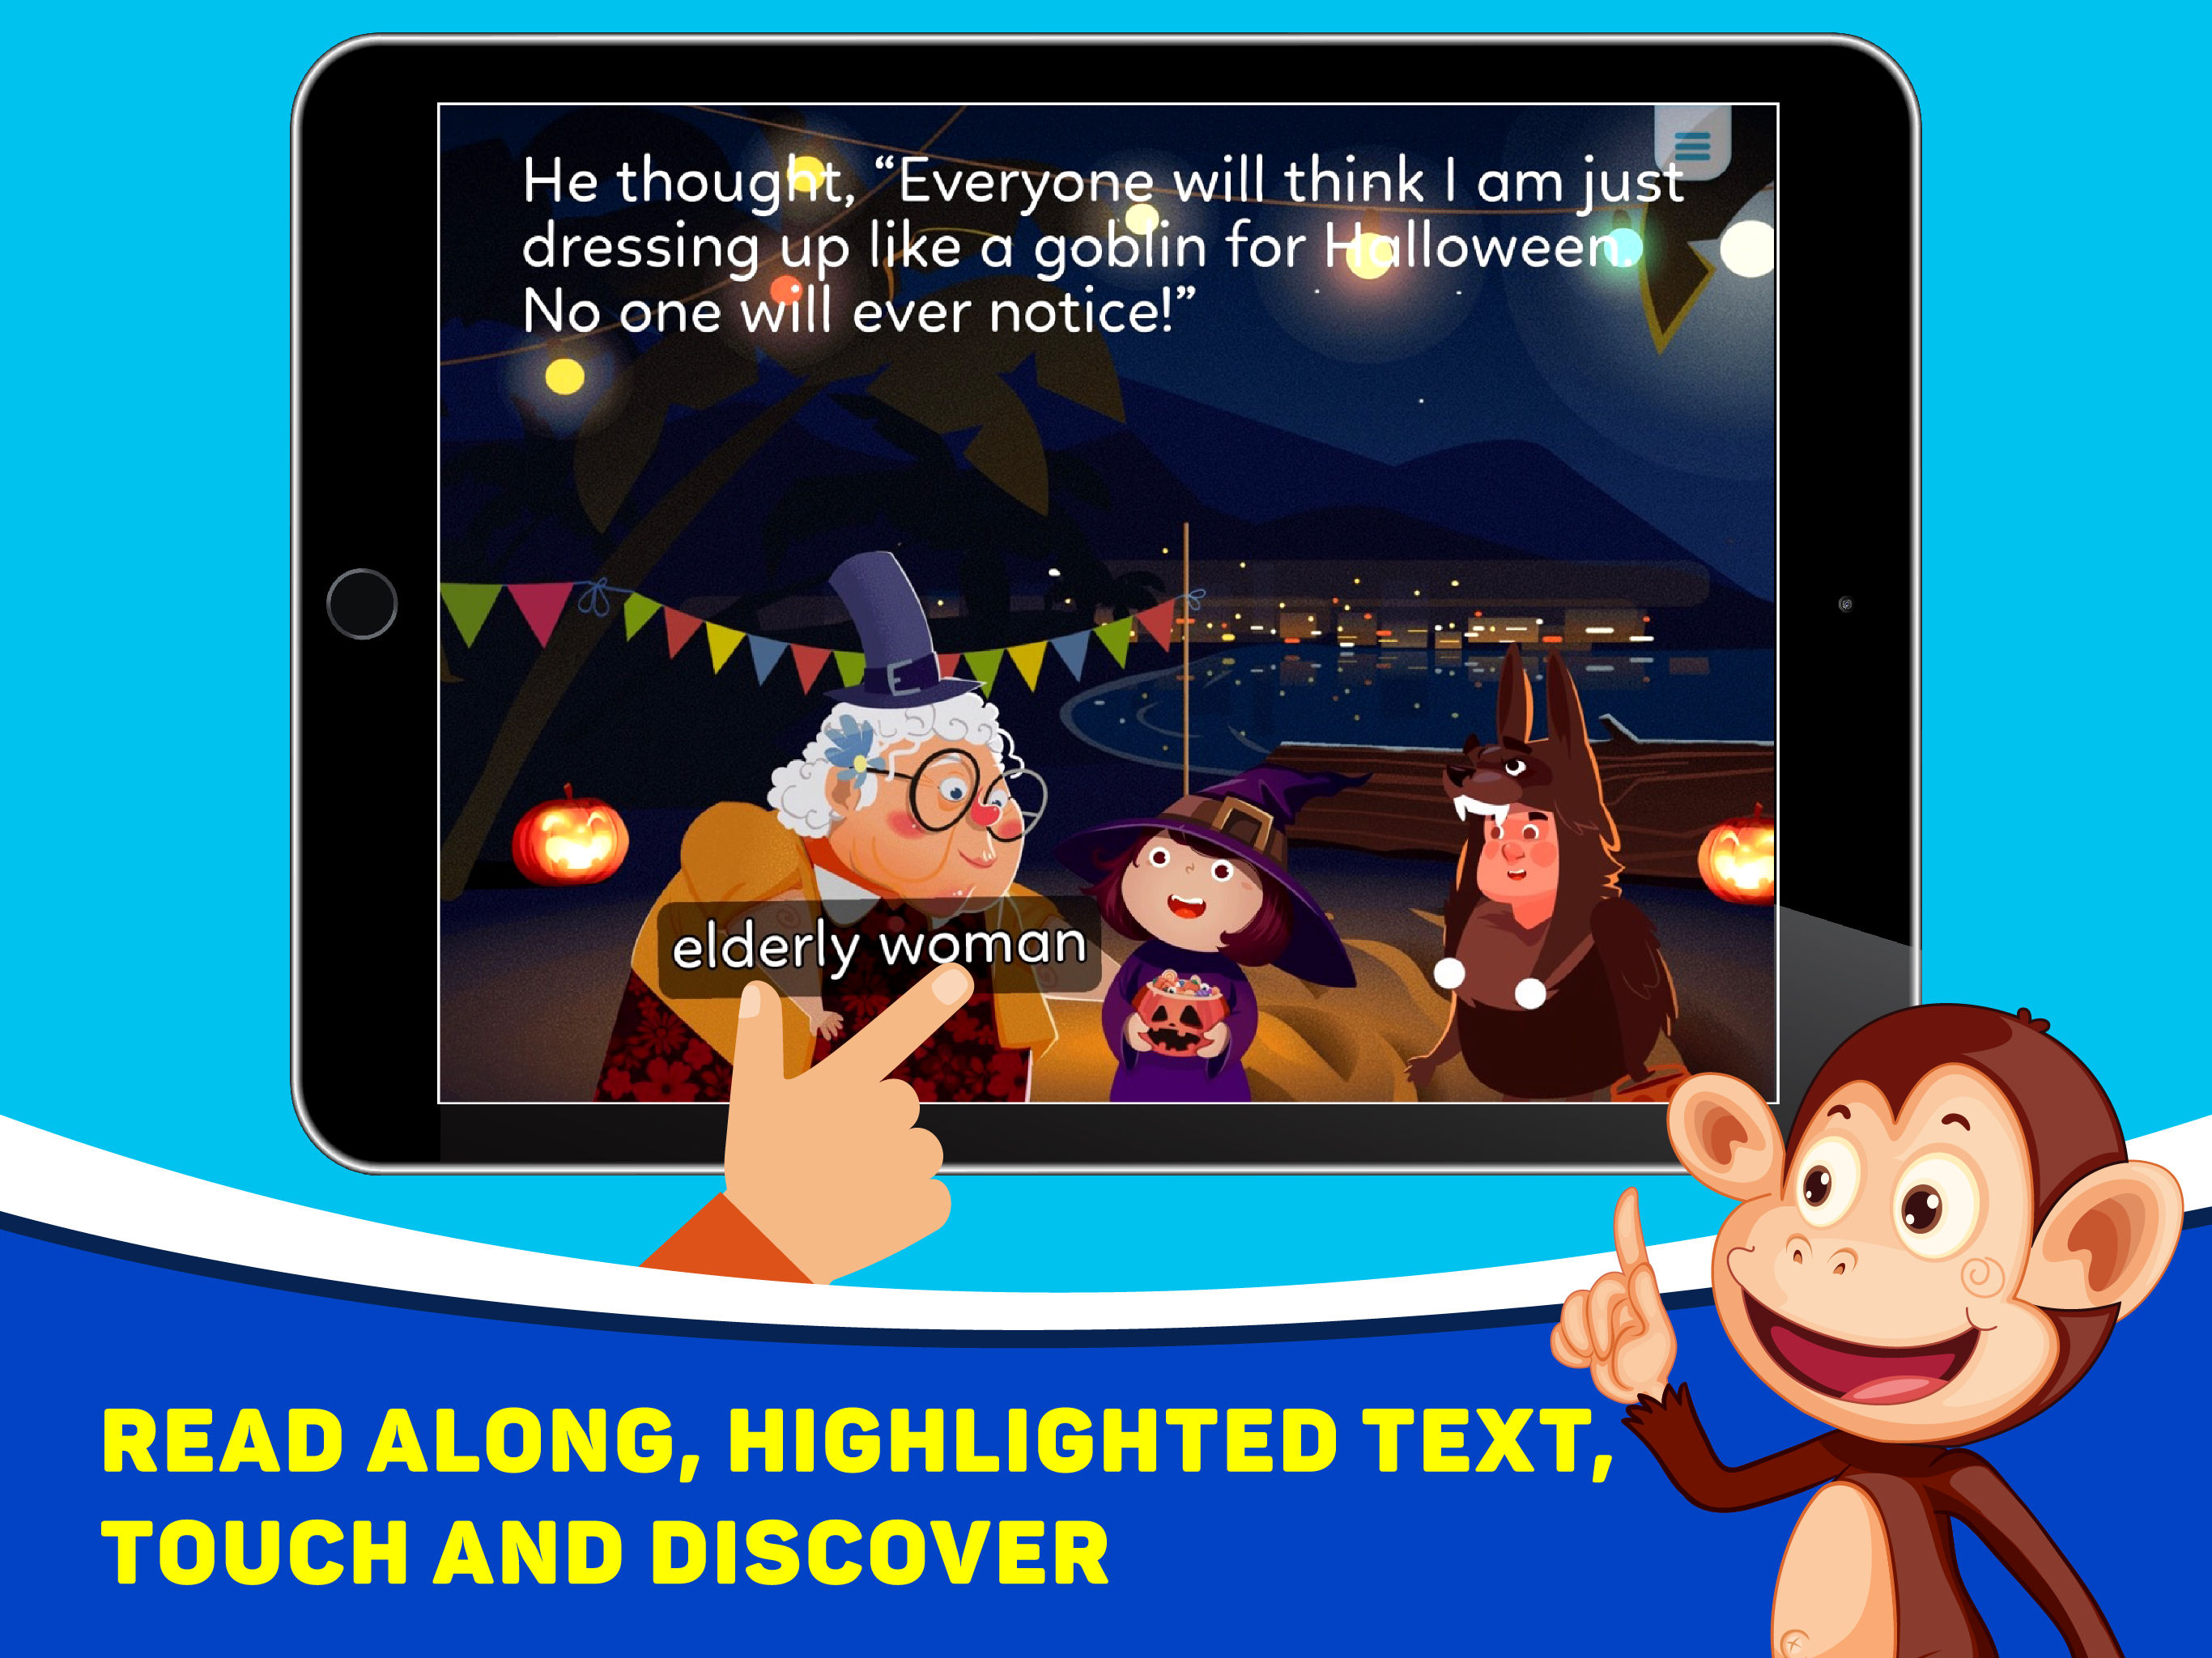 He thought, “Everyone will think I am just
dressing up like a goblin for Halloween.
No one will ever notice!”
elderly woman
READ ALONG, HIGHLIGHTED TEXT,
TOUCH AND DISCOVER